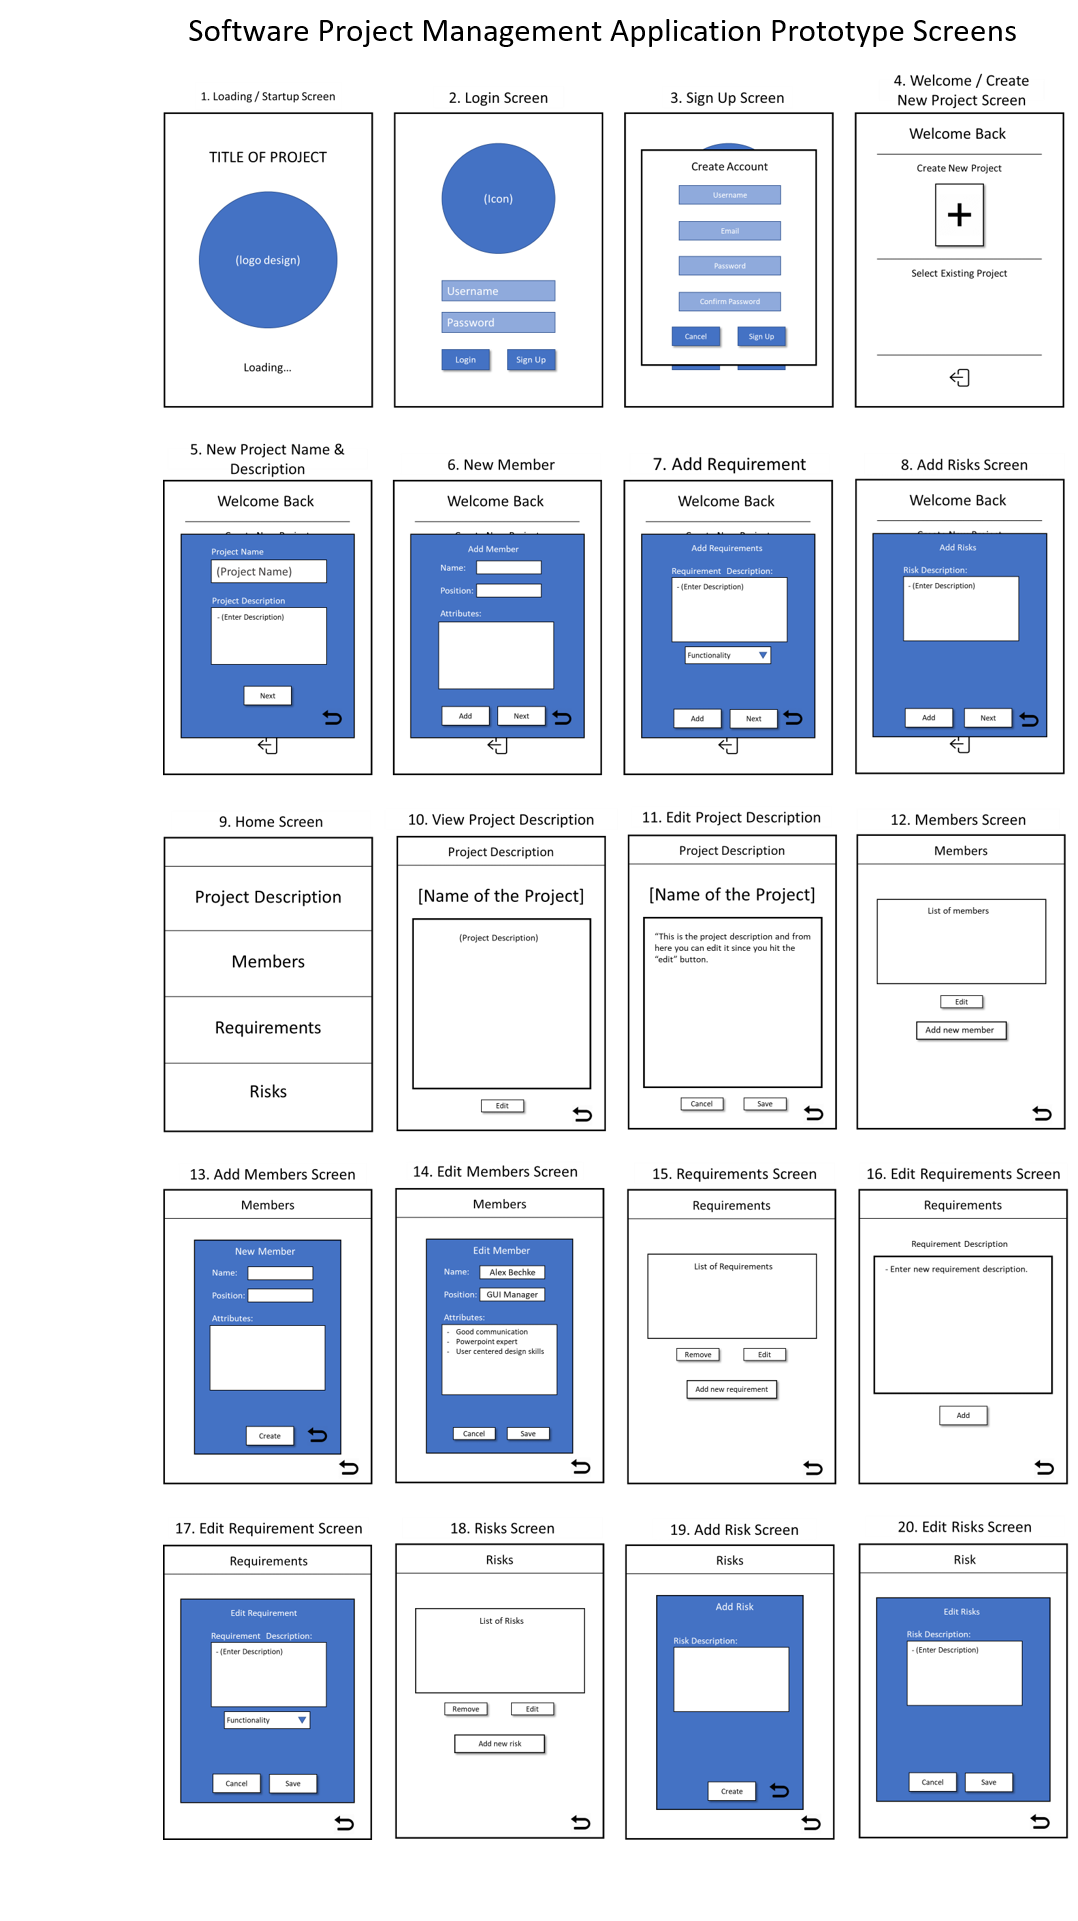 Software Project Management Application Prototype Screens
1. Loading / Startup Screen
TITLE OF PROJECT
(logo design)
Loading...
2. Login Screen
(Icon)
Username
Password
Login
Sign Up
3. Sign Up Screen
Create Account
Username
Email
Password
Confirm Password
Cancel
Sign Up
4. Welcome / Create
New Project Screen
Welcome Back
Create New Project
+
Select Existing Project
5. New Project Name &
Description
Welcome Back
Project Name
(Project Name)
Project Description
- (Enter Description)
Next
6. New Member
Welcome Back
Add Member
Name:
Position:
Attributes:
Add
Next
7. Add Requirement
Welcome Back
Add Requirements
Requirement Description:
- (Enter Description)
Functionality
Add
Next
8. Add Risks Screen
Welcome Back
Add Risks
Risk Description:
- (Enter Description)
Add
Next
9. Home Screen
Project Description
Members
Requirements
Risks
10. View Project Description
Project Description
[Name of the Project]
(Project Description)
Edit
11. Edit Project Description
Project Description
[Name of the Project]
"This is the project description and from
here you can edit it since you hit the
"edit" button.
Cancel
Save
12. Members Screen
Members
List of members
Edit
Add new member
13. Add Members Screen
Members
New Member
Name:
Position:
Attributes:
Create
14. Edit Members Screen
Members
Edit Member
Name: Alex Bechke
Position: GUI Manager
Attributes:
- Good communication
- Powerpoint expert
- User centered design skills
Cancel
Save
15. Requirements Screen
Requirements
List of Requirements
Remove
Edit
Add new requirement
16. Edit Requirements Screen
Requirements
Requirement Description
- Enter new requirement description.
Add
17. Edit Requirement Screen
Requirements
Edit Requirement
Requirement Description:
- (Enter Description)
Functionality
Cancel
Save
18. Risks Screen
Risks
List of Risks
Remove
Edit
Add new risk
19. Add Risk Screen
Risks
Add Risk
Risk Description:
Create
20. Edit Risks Screen
Risk
Edit Risks
Risk Description:
- (Enter Description)
Cancel
Save